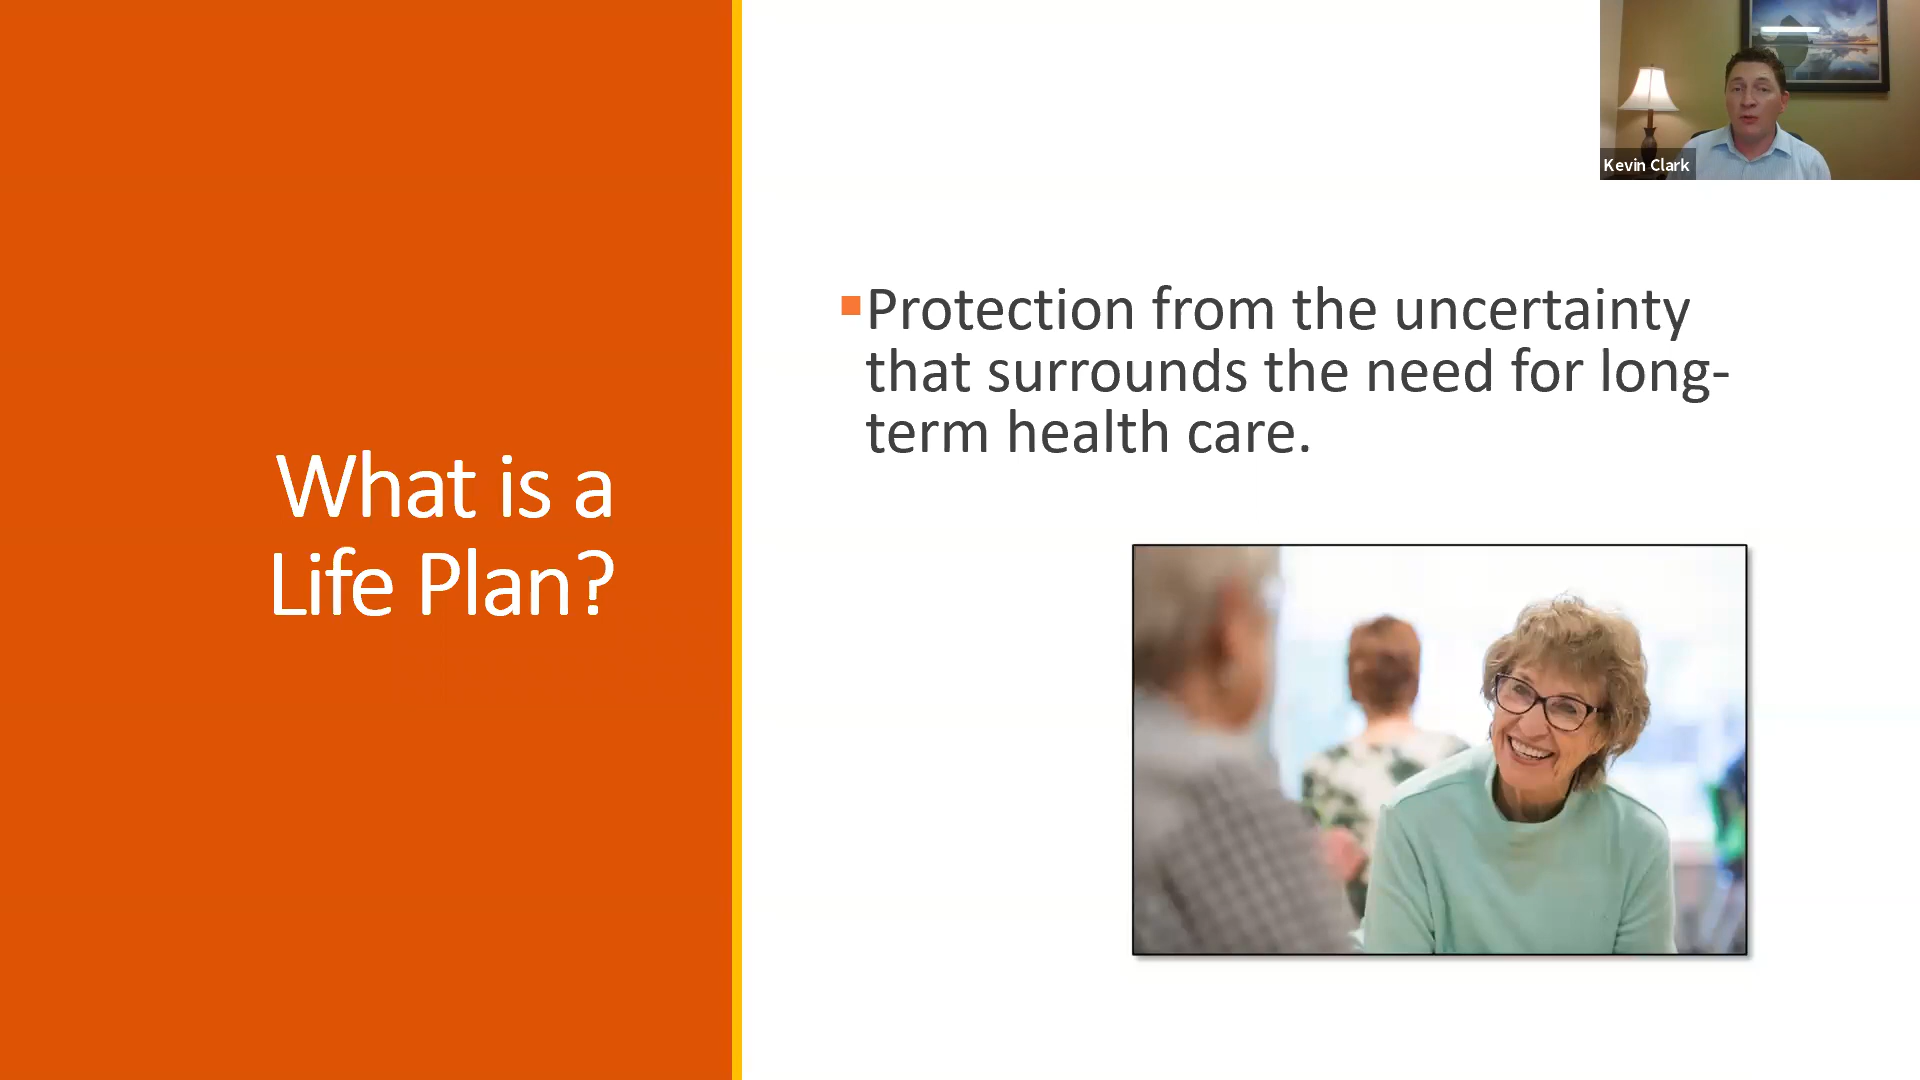 What is a
Life Plan?
Protection from the uncertainty
that surrounds the need for long-
term health care.
Kevin Clark